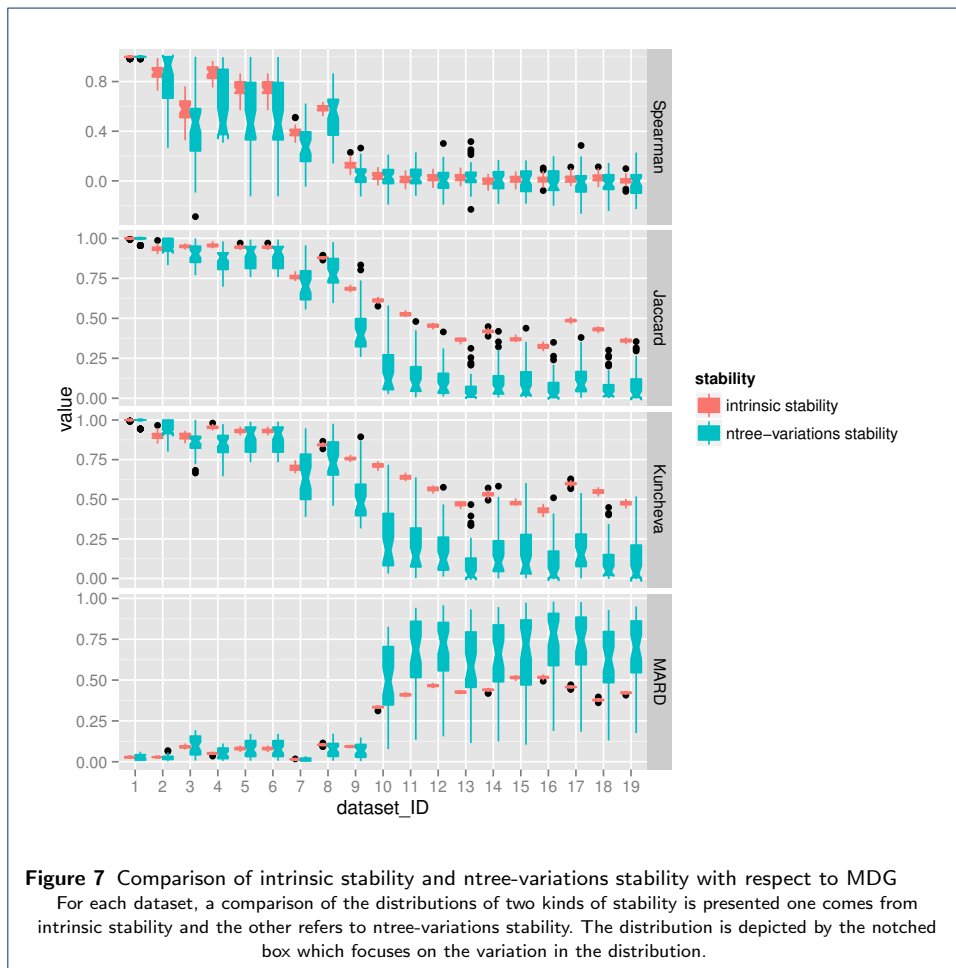 0.8
0.4
0.0
Spearman
1.00
0.75
0.50
0.25
0.00
Jaccard
1.00
0.75
0.50
0.25
0.00
Kuncheva
1.00
0.75
0.50
0.25
0.00
MARD
value
1 2 3 4 5 6 7 8 9 10 11 12 13 14 15 16 17 18 19
dataset_ID
stability
intrinsic stability
ntree−variations stability
Figure 7 Comparison of intrinsic stability and ntree-variations stability with respect to MDG
For each dataset, a comparison of the distributions of two kinds of stability is presented one comes from
intrinsic stability and the other refers to ntree-variations stability. The distribution is depicted by the notched
box which focuses on the variation in the distribution.